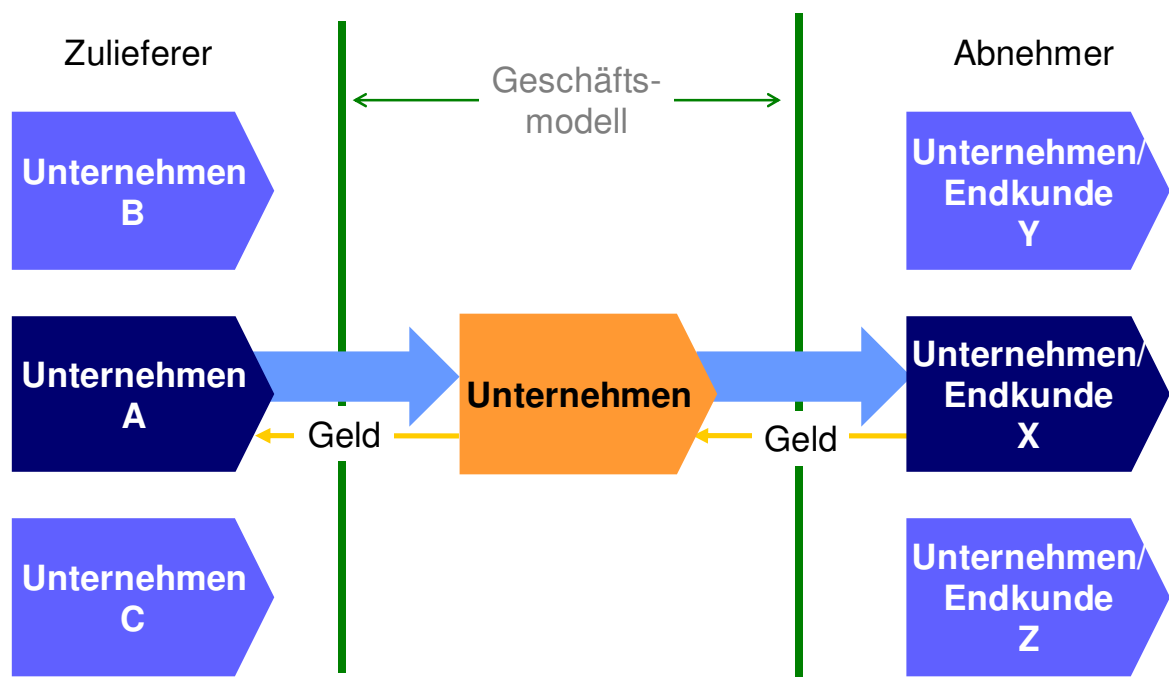 Zulieferer
Geschäfts-
modell
Abnehmer
Unternehmen
B
Unternehmen/
Endkunde
Y
Unternehmen
A
Geld
Unternehmen
Geld
Unternehmen/
Endkunde
X
Unternehmen
C
Unternehmen/
Endkunde
Z